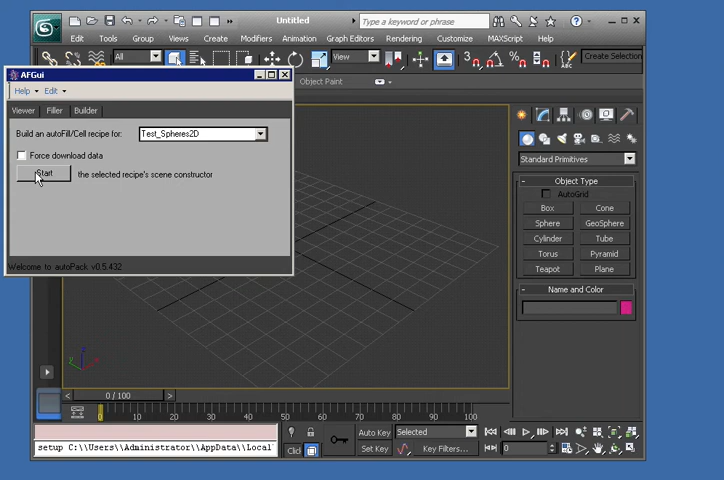 Untitled
Type a keyword or phrase
Edit Tools Group Views Create Modifiers Animation Graph Editors Rendering Customize MAXScript Help
All
View
3
%
Create Selection
AFGui
Object Paint
Help Edit
Viewer Filler Builder
Build an autoFill/Cell recipe for: Test_Spheres2D
Force download data
Start the selected recipe's scene constructor
Welcome to autoPack v0.5.432
Standard Primitives
Object Type
AutoGrid
Box Cone
Sphere GeoSphere
Cylinder Tube
Torus Pyramid
Teapot Plane
Name and Color
0 / 100
0 10 20 30 40 50 60 70 80 90 100
Auto Key Selected
Set Key Key Filters...
0
setup C:\\Users\\Administrator\\AppData\\Local
Clic